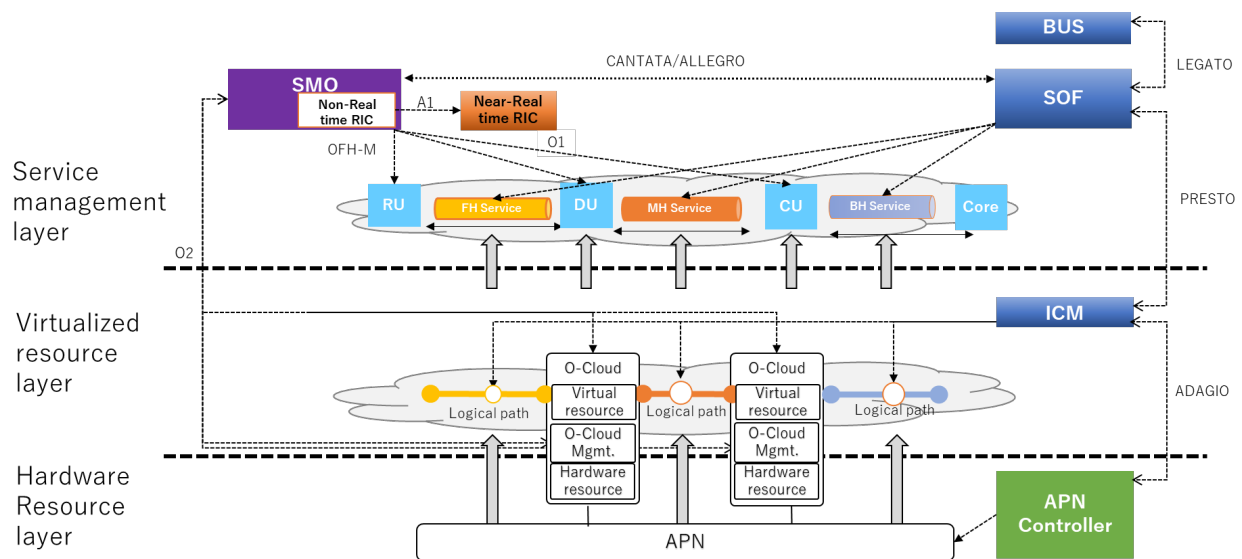 BUS
CANTATA/ALLEGRO
LEGATO
SMO
SOF
Non-Real
time RIC
A1
Near-Real
time RIC
O1
OFH-M
Service
management
layer
RU
FH Service
DU
MH Service
CU
BH Service
Core
PRESTO
O2
Virtualized
resource
layer
ICM
O-Cloud
O-Cloud
Virtual
resource
Virtual
resource
Logical path
Logical path
Logical path
ADAGIO
O-Cloud
Mgmt.
O-Cloud
Mgmt.
Hardware
Resource
layer
Hardware
resource
Hardware
resource
APN
Controller
APN